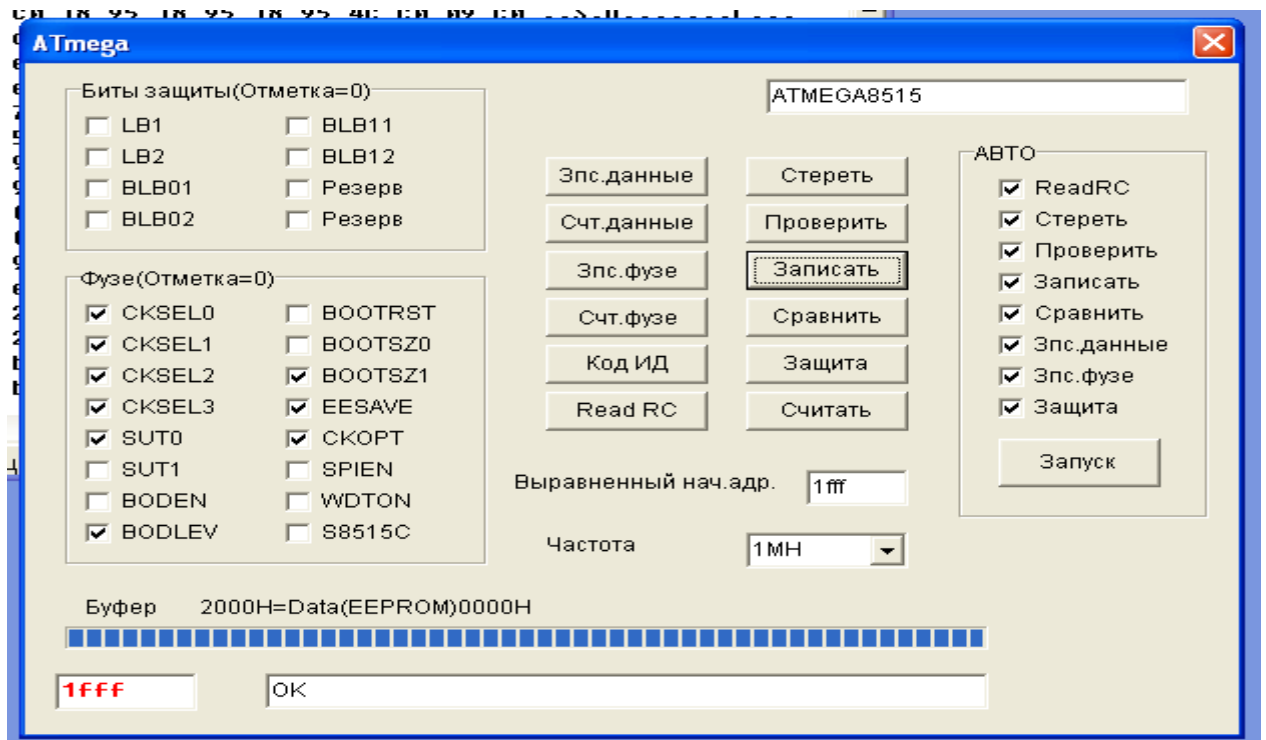 ATmega
Биты защиты(Отметка=0)
ATMEGA8515
LB1 BLB11
LB2 BLB12
BLB01 Резерв
BLB02 Резерв
Зпс.данные Стереть
Счт.данные Проверить
Зпс.фузе Записать
Счт.фузе Сравнить
Код ИД Защита
Read RC Считать
АВТО
ReadRC
Стереть
Проверить
Записать
Сравнить
Зпс.данные
Зпс.фузе
Защита
Запуск
Фузе(Отметка=0)
CKSEL0 BOOTRST
CKSEL1 BOOTSZ0
CKSEL2 BOOTSZ1
CKSEL3 EESAVE
SUT0 CKOPT
SUT1 SPIEN
BODEN WDTON
BODLEV S8515C
Выравненный нач.адр. 1fff
Частота 1MH
Буфер 2000H=Data(EEPROM)0000H
1fff OK